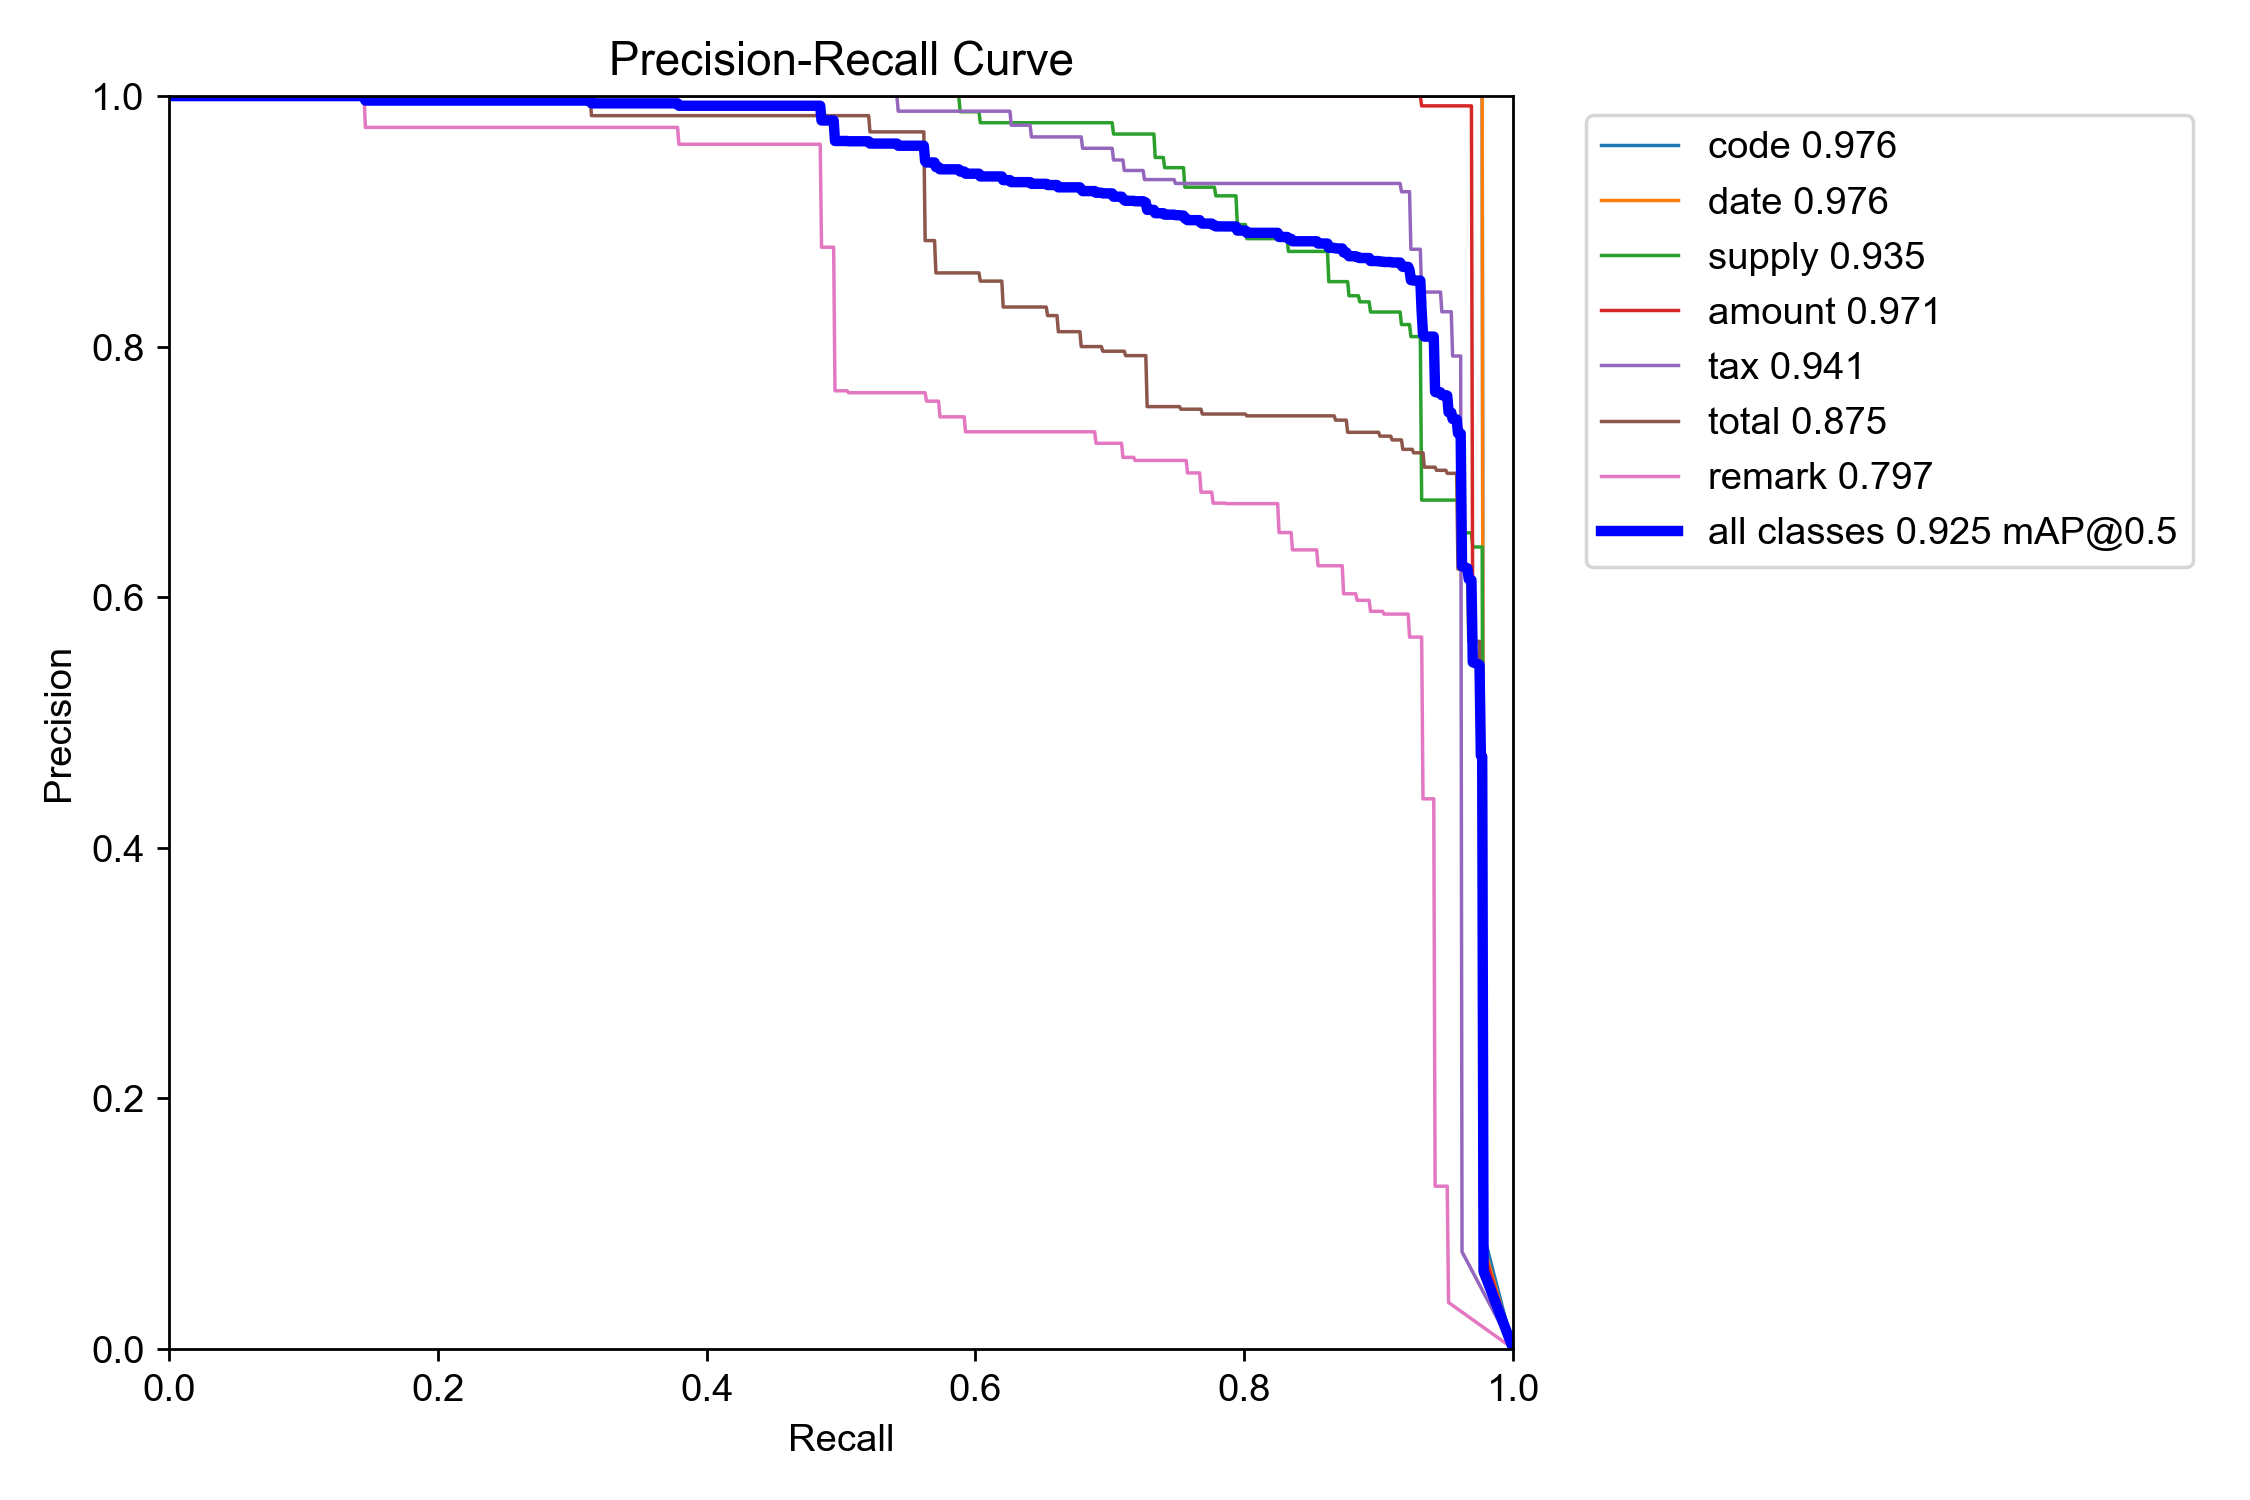 Precision-Recall Curve
1.0
0.8
0.6
0.4
0.2
0.0
Precision
0.0 0.2 0.4 0.6 0.8 1.0
Recall
code 0.976
date 0.976
supply 0.935
amount 0.971
tax 0.941
total 0.875
remark 0.797
all classes 0.925 mAP@0.5